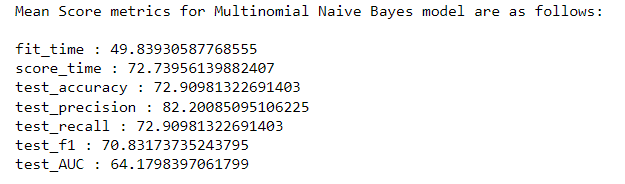 Mean Score metrics for Multinomial Naive Bayes model are as follows:
fit_time : 49.83930587768555
score_time : 72.73956139882407
test_accuracy : 72.90981322691403
test_precision : 82.20085095106225
test_recall : 72.90981322691403
test_f1 : 70.83173735243795
test_AUC : 64.1798397061799